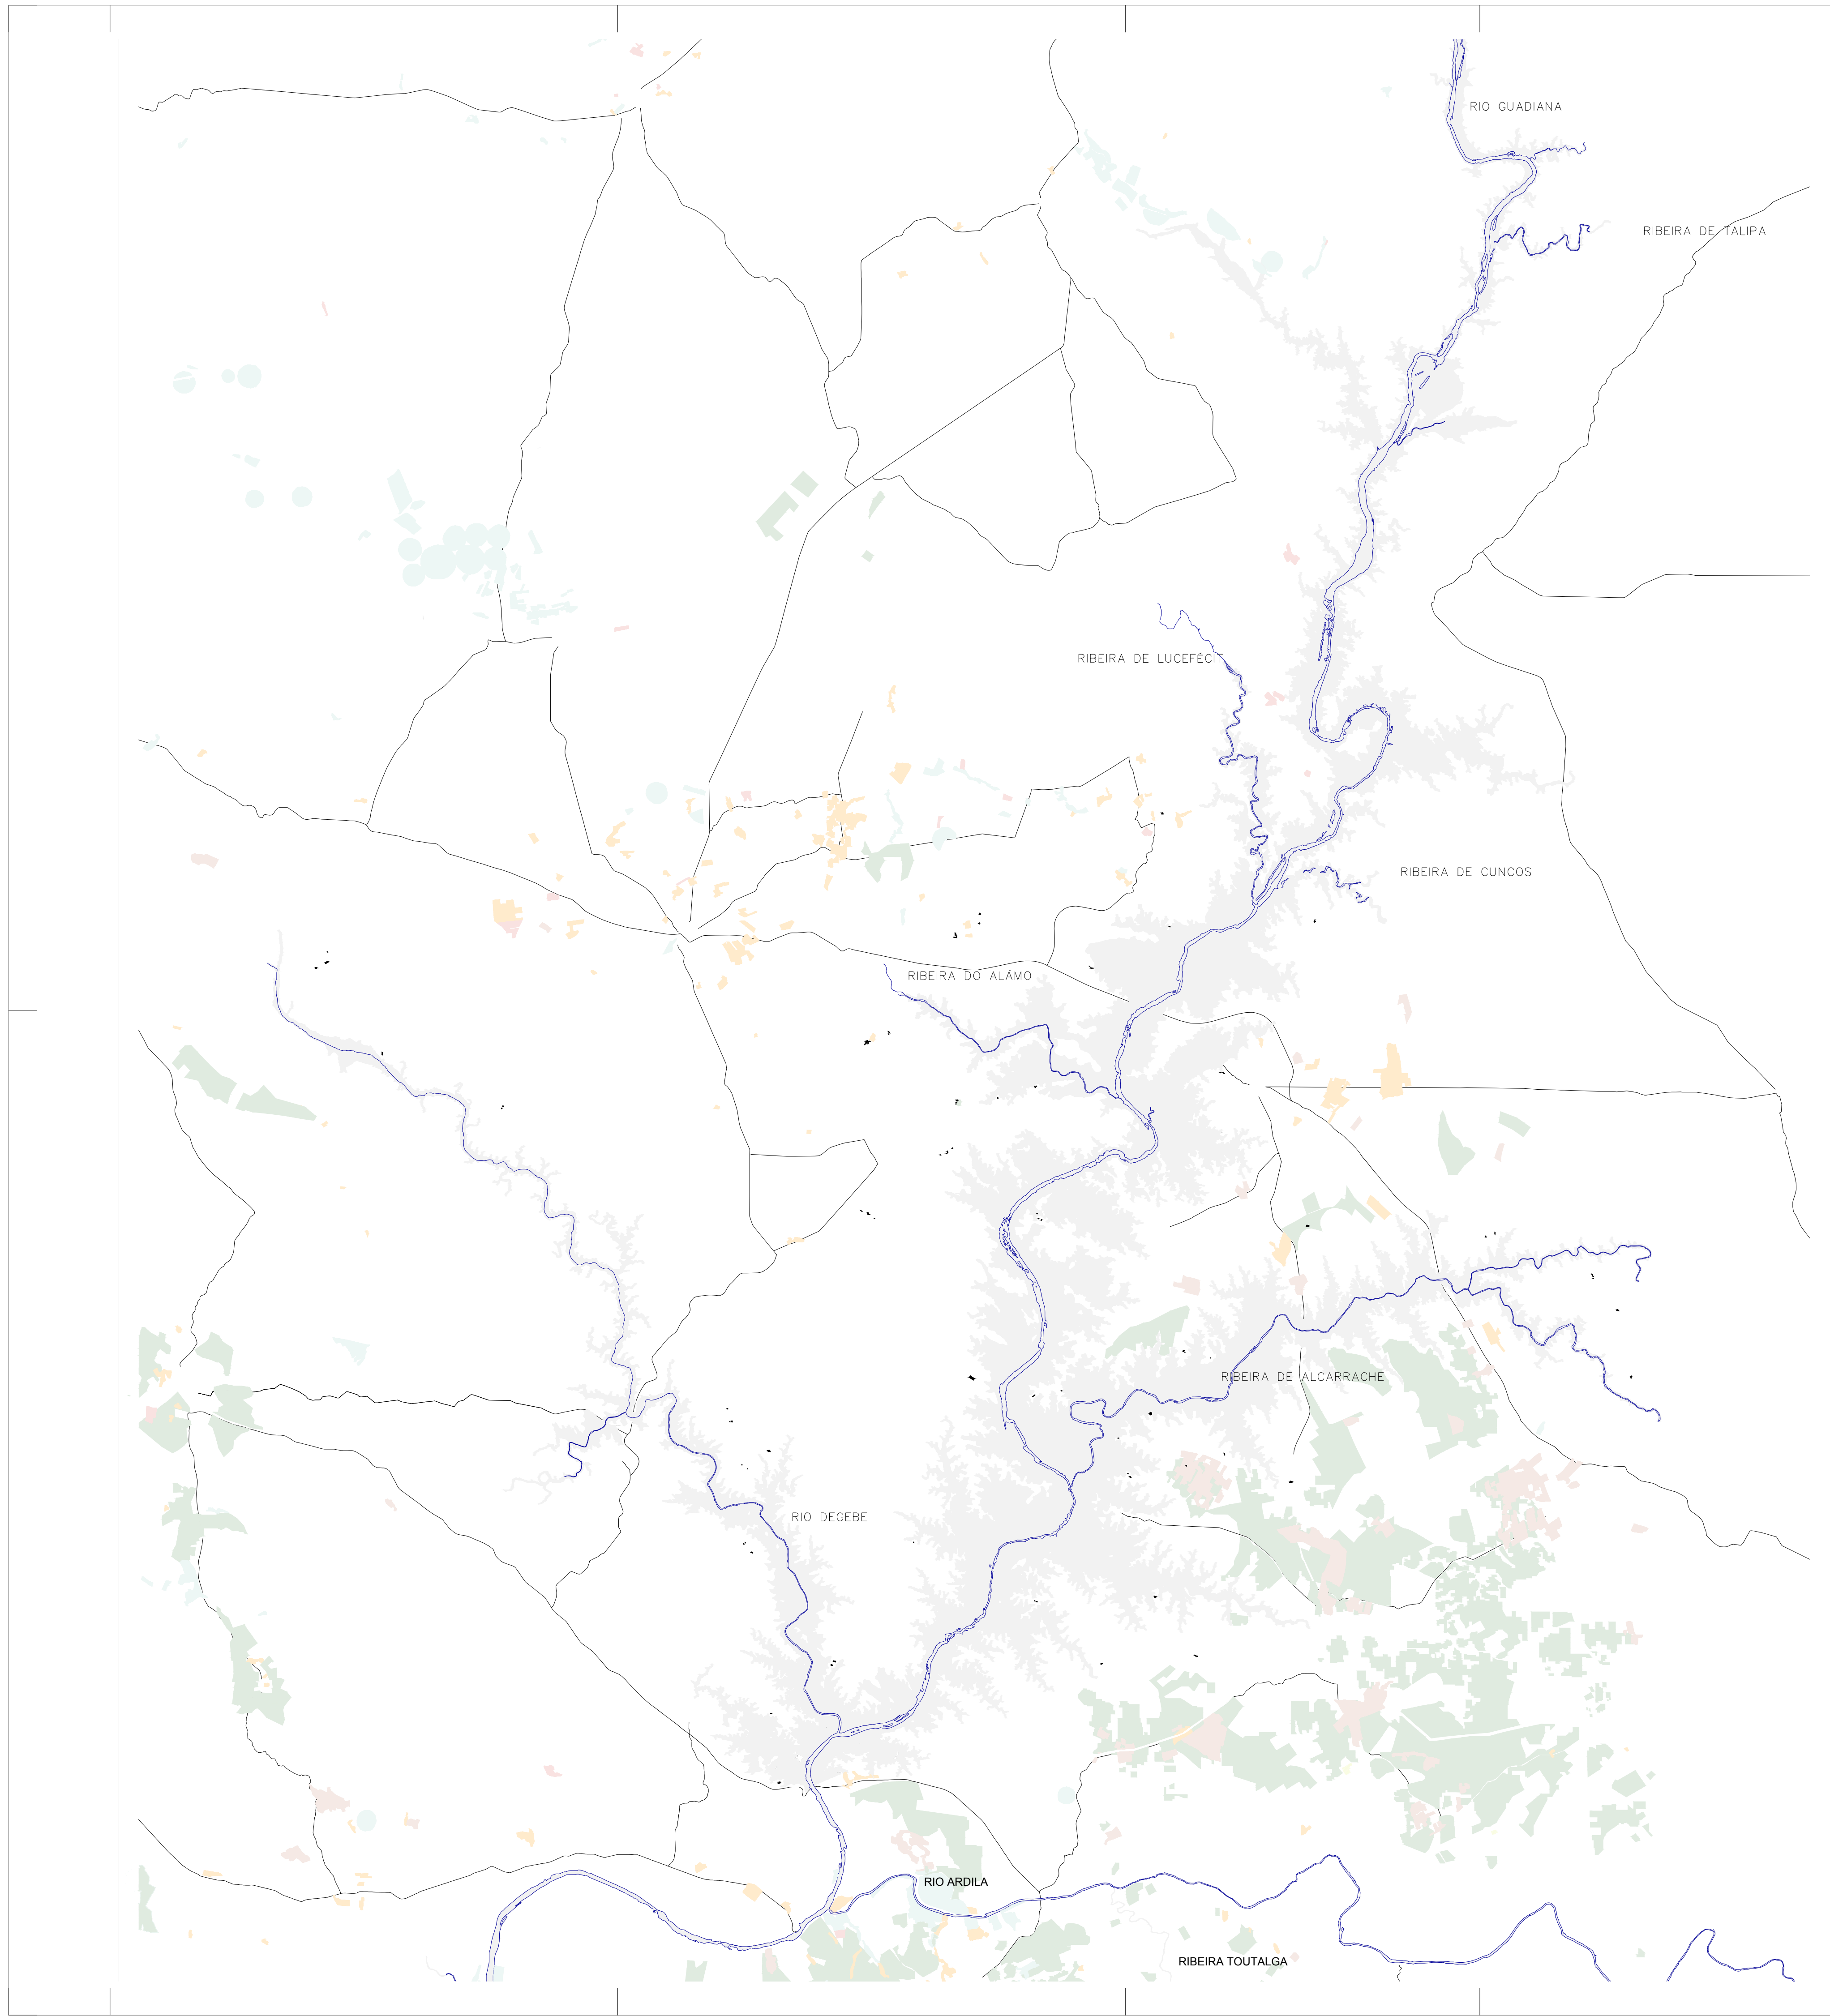 RIO GUADIANA
RIBEIRA DE TALIPA
RIBEIRA DE LUCEFÉCIT
RIBEIRA DE CUNCOS
RIBEIRA DO ALÁMO
RIBEIRA DE ALCARRACHE
RIO DEGEBE
RIO ARDILA
RIBEIRA TOUTALGA